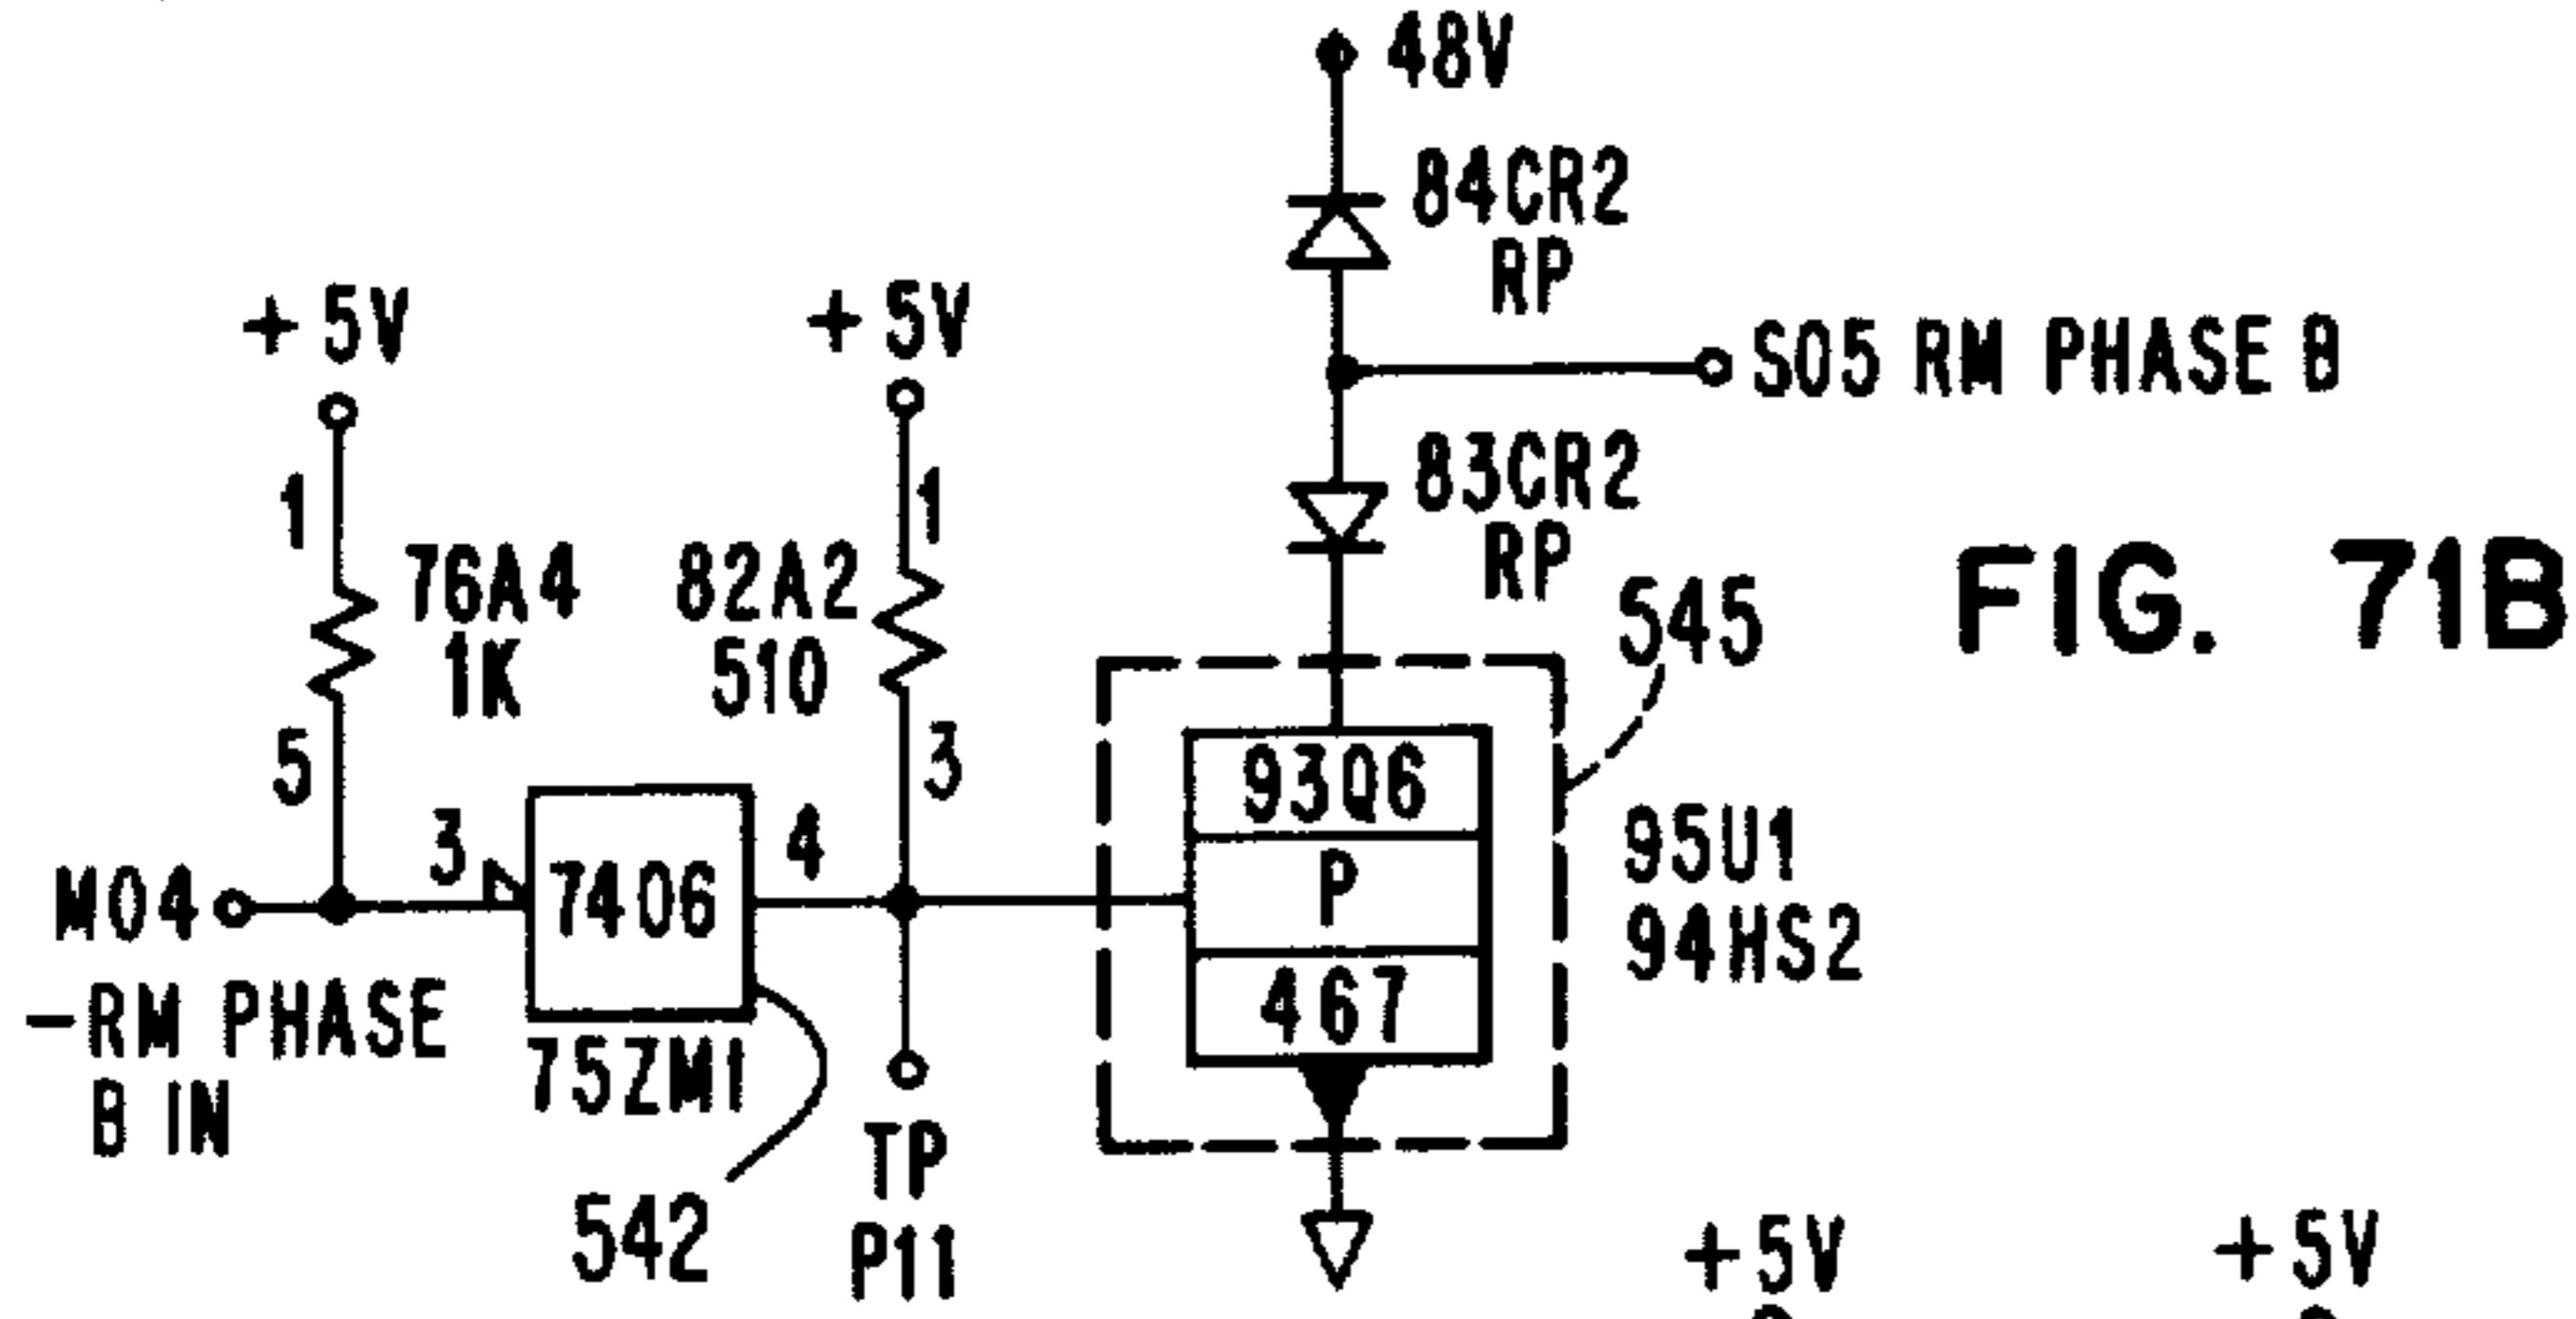 48V
84CR2
RP
+5V
+5V
S05 RM PHASE B
1
1
83CR2
RP
76A4
1K
82A2
510
545
FIG. 71B
5
3
93Q6
P
467
95U1
94HS2
3
7406
4
M04
-RM PHASE
B IN
75ZM1
542
TP
P11
+5V
+5V